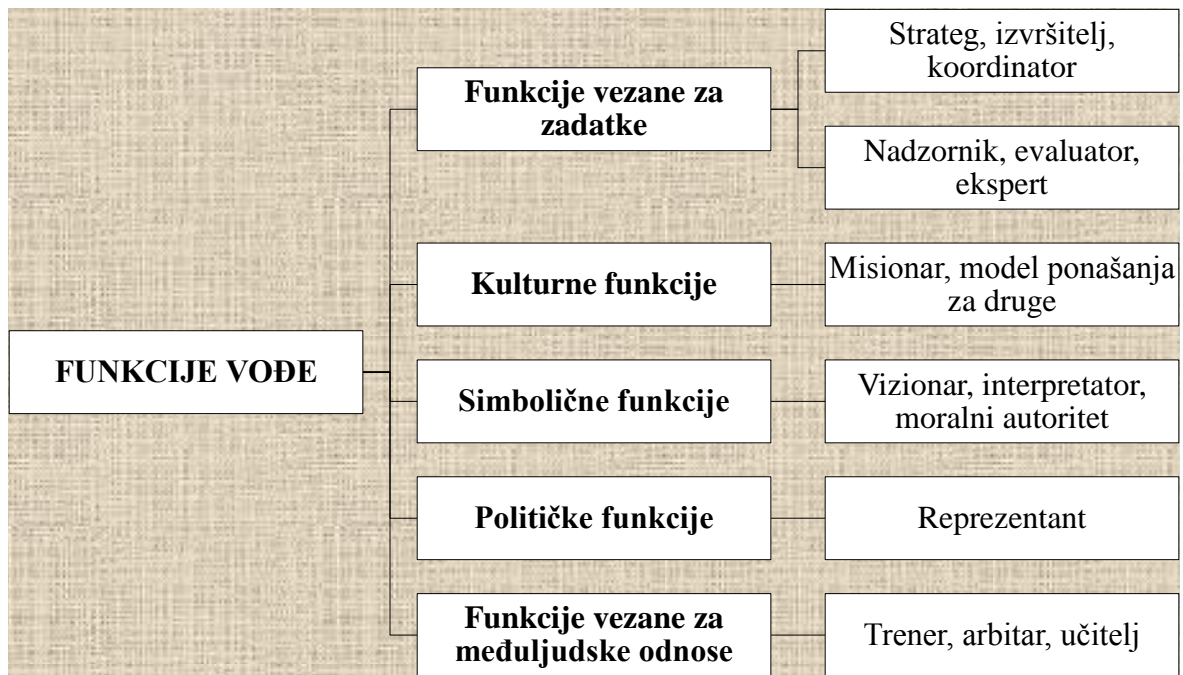 FUNKCIJE VOĐE
Funkcije vezane za
zadatke
Strateg, izvršitelj,
koordinator
Nadzornik, evaluator,
ekspert
Kulturne funkcije
Misionar, model ponašanja
za druge
Simbolične funkcije
Vizionar, interpretator,
moralni autoritet
Političke funkcije
Reprezentant
Funkcije vezane za
međuljudske odnose
Trener, arbitar, učitelj